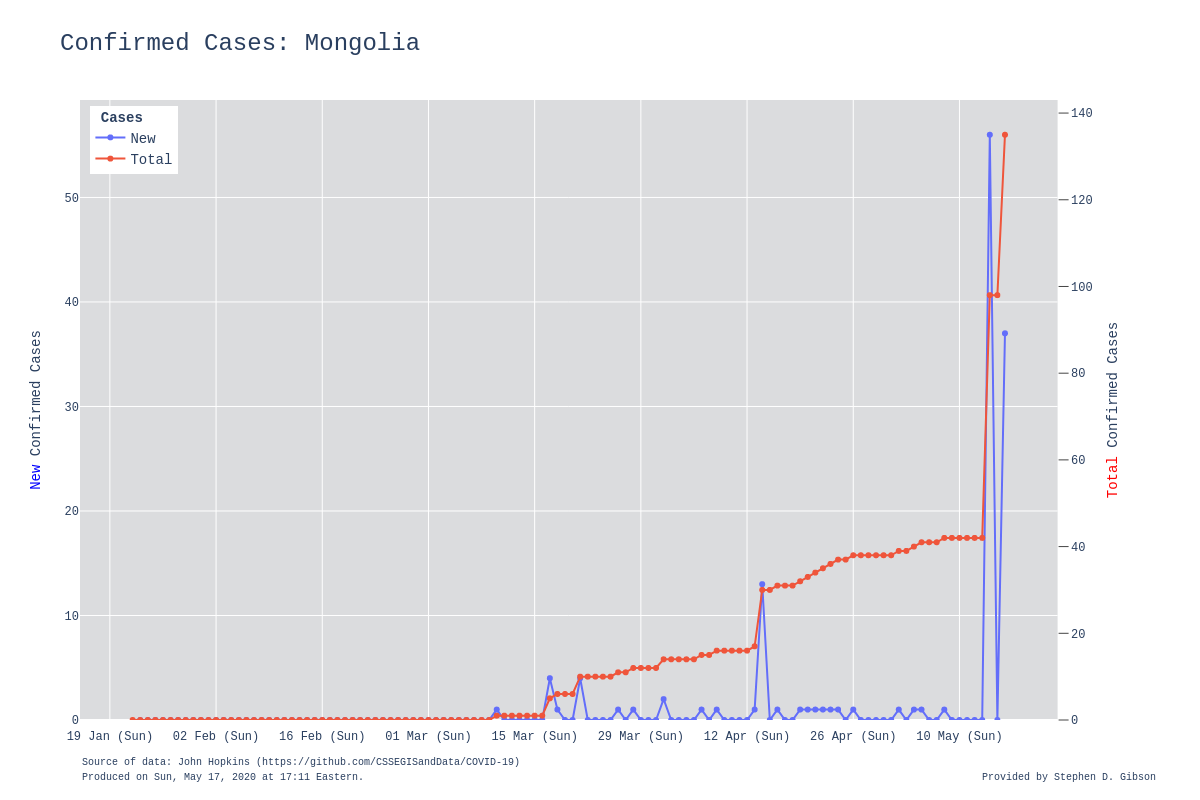 Confirmed Cases: Mongolia
Cases
New
Total
50
40
30
20
10
0
New Confirmed Cases
140
120
100
80
60
40
20
0
Total Confirmed Cases
19 Jan (Sun) 02 Feb (Sun) 16 Feb (Sun) 01 Mar (Sun) 15 Mar (Sun) 29 Mar (Sun) 12 Apr (Sun) 26 Apr (Sun) 10 May (Sun)
Source of data: John Hopkins (https://github.com/CSSEGISandData/COVID-19)
Produced on Sun, May 17, 2020 at 17:11 Eastern.
Provided by Stephen D. Gibson